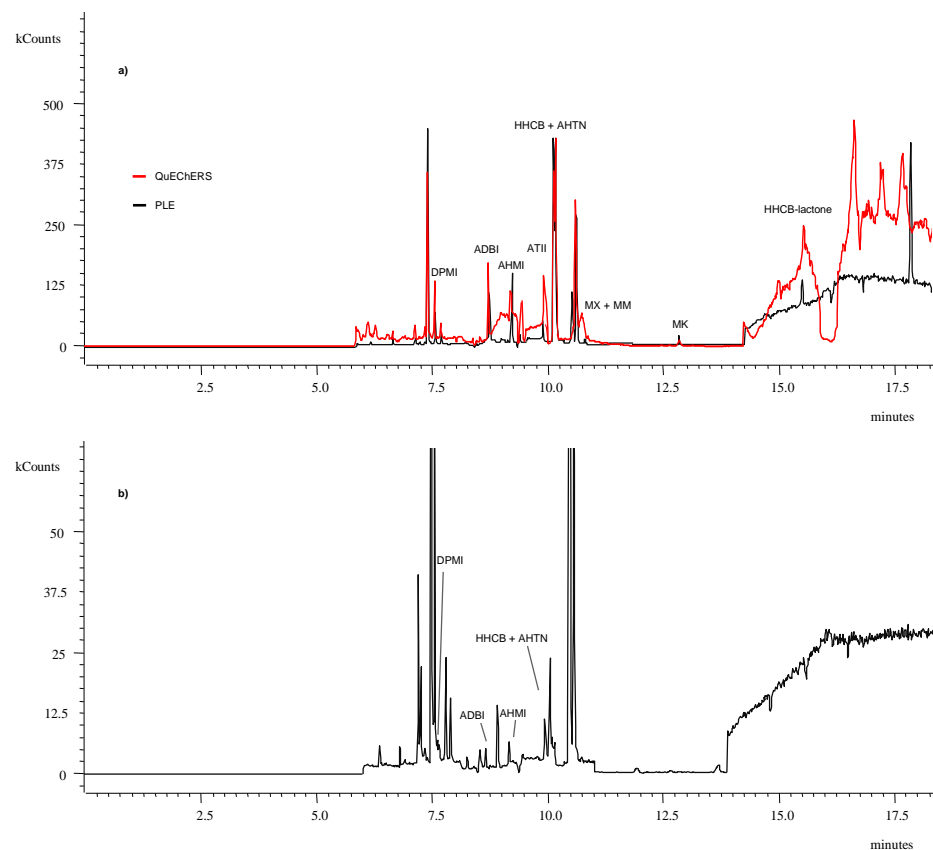 kCounts
a)
500
HHCB + AHTN
375
QuEChERS
PLE
HHCB-lactone
250
ADBI
ATII
AHMI
DPMI
125
MX + MM
MK
0
2.5 5.0 7.5 10.0 12.5 15.0 17.5
minutes
kCounts
b)
50
DPMI
37.5
HHCB + AHTN
25
ADBI AHMI
12.5
0
2.5 5.0 7.5 10.0 12.5 15.0 17.5
minutes